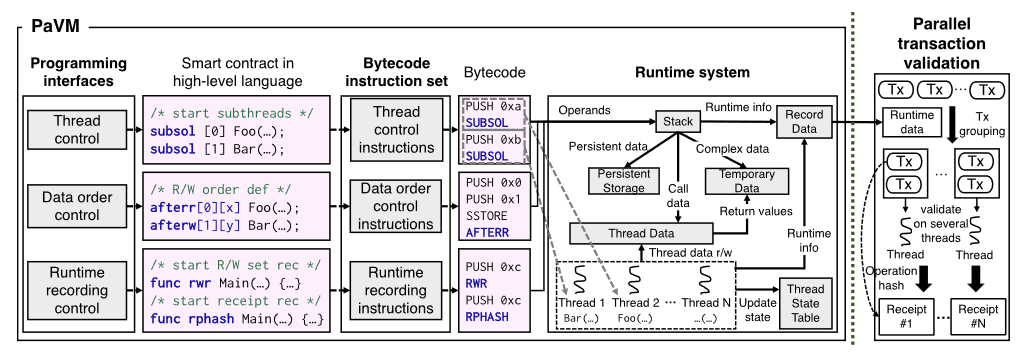 PaVM
Programming
interfaces
Thread
control
Data order
control
Runtime
recording
control
Smart contract in
high-level language
/* start subthreads */
subsol [0] Foo(…);
subsol [1] Bar(…);
/* R/W order def */
afterr[0][x] Foo(…);
afterw[1][y] Bar(…);
/* start R/W set rec */
func rwr Main(…) {…}
/* start receipt rec */
func rphash Main(…) {…}
Bytecode
instruction set
Thread
control
instructions
Data order
control
instructions
Runtime
recording
instructions
Bytecode
PUSH 0xa
SUBSOL
PUSH 0xb
SUBSOL
PUSH 0x0
PUSH 0x1
SSTORE
AFTERR
PUSH 0xc
RWR
PUSH 0xc
RPHASH
Runtime system
Operands
Stack
Runtime info
Record
Data
Persistent data
Complex data
Persistent
Storage
Call
data
Temporary
Data
Return values
Thread Data
Thread data r/w
Runtime
info
Thread 1
Thread 2
…
Thread N
Bar(…)
Foo(…)
…(…)
Update
state
Thread
State
Table
Parallel
transaction
validation
Tx
Tx
…
Tx
Runtime
data
Tx
grouping
Tx
Tx
…
Tx
Tx
validate
on several
threads
Thread
Thread
Operation
hash
Receipt
#1
…
Receipt
#N